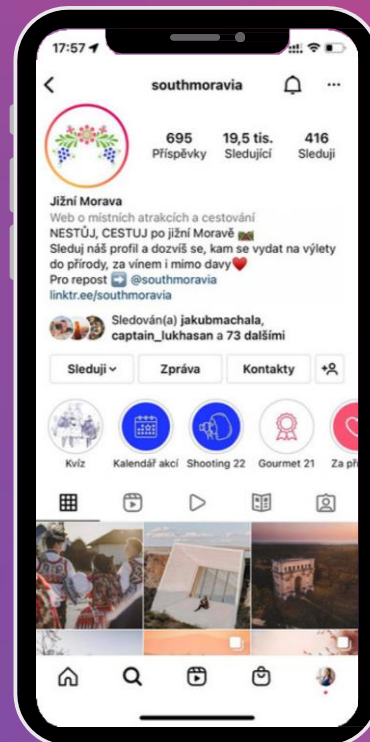 17:57
southmoravia
695 19,5 tis. 416
Příspěvky Sledující Sleduji
Jižní Morava
Web o místních atrakcích a cestování
NESTŮJ, CESTUJ po jižní Moravě
Sleduj náš profil a dozvíš se, kam se vydat na výlety
do přírody, za vínem i mimo davy
Pro repost @southmoravia
linktr.ee/southmoravia
Sledován(a) jakubmachala,
captain_lukhasan a 73 dalšími
Sleduji Zpráva Kontakty
Kvíz Kalendář akcí Shooting 22 Gourmet 21 Za př